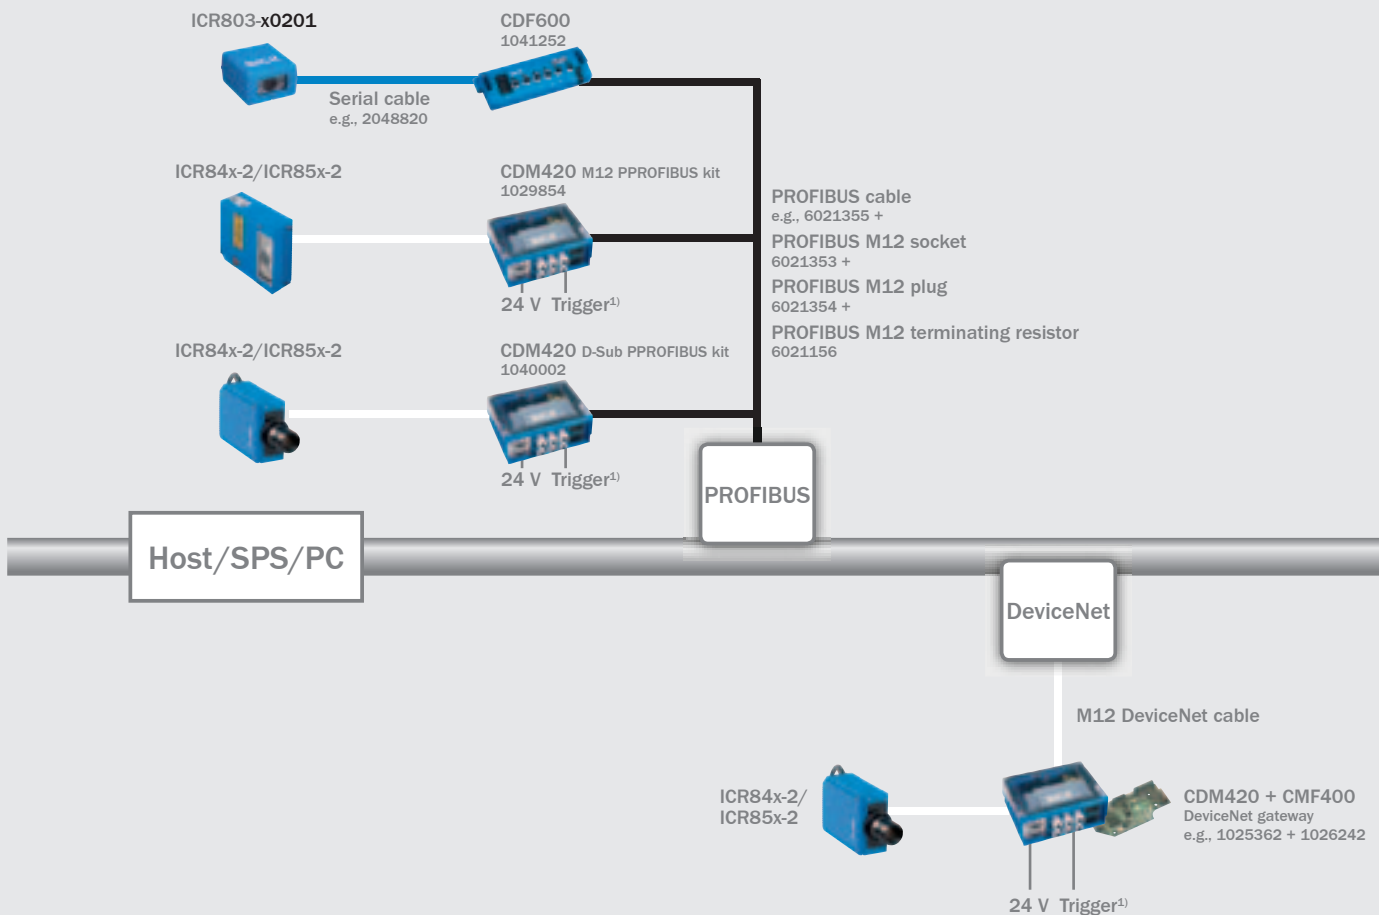 ICR803-x0201
CDF600
1041252
Serial cable
e.g., 2048820
ICR84x-2/ICR85x-2
CDM420 M12 PPROFIBUS kit
1029854
24 V Trigger¹⁾
PROFIBUS cable
e.g., 6021355 +
PROFIBUS M12 socket
6021353 +
PROFIBUS M12 plug
6021354 +
PROFIBUS M12 terminating resistor
6021156
ICR84x-2/ICR85x-2
CDM420 D-Sub PPROFIBUS kit
1040002
24 V Trigger¹⁾
PROFIBUS
Host/SPS/PC
DeviceNet
M12 DeviceNet cable
ICR84x-2/
ICR85x-2
CDM420 + CMF400
DeviceNet gateway
e.g., 1025362 + 1026242
24 V Trigger¹⁾